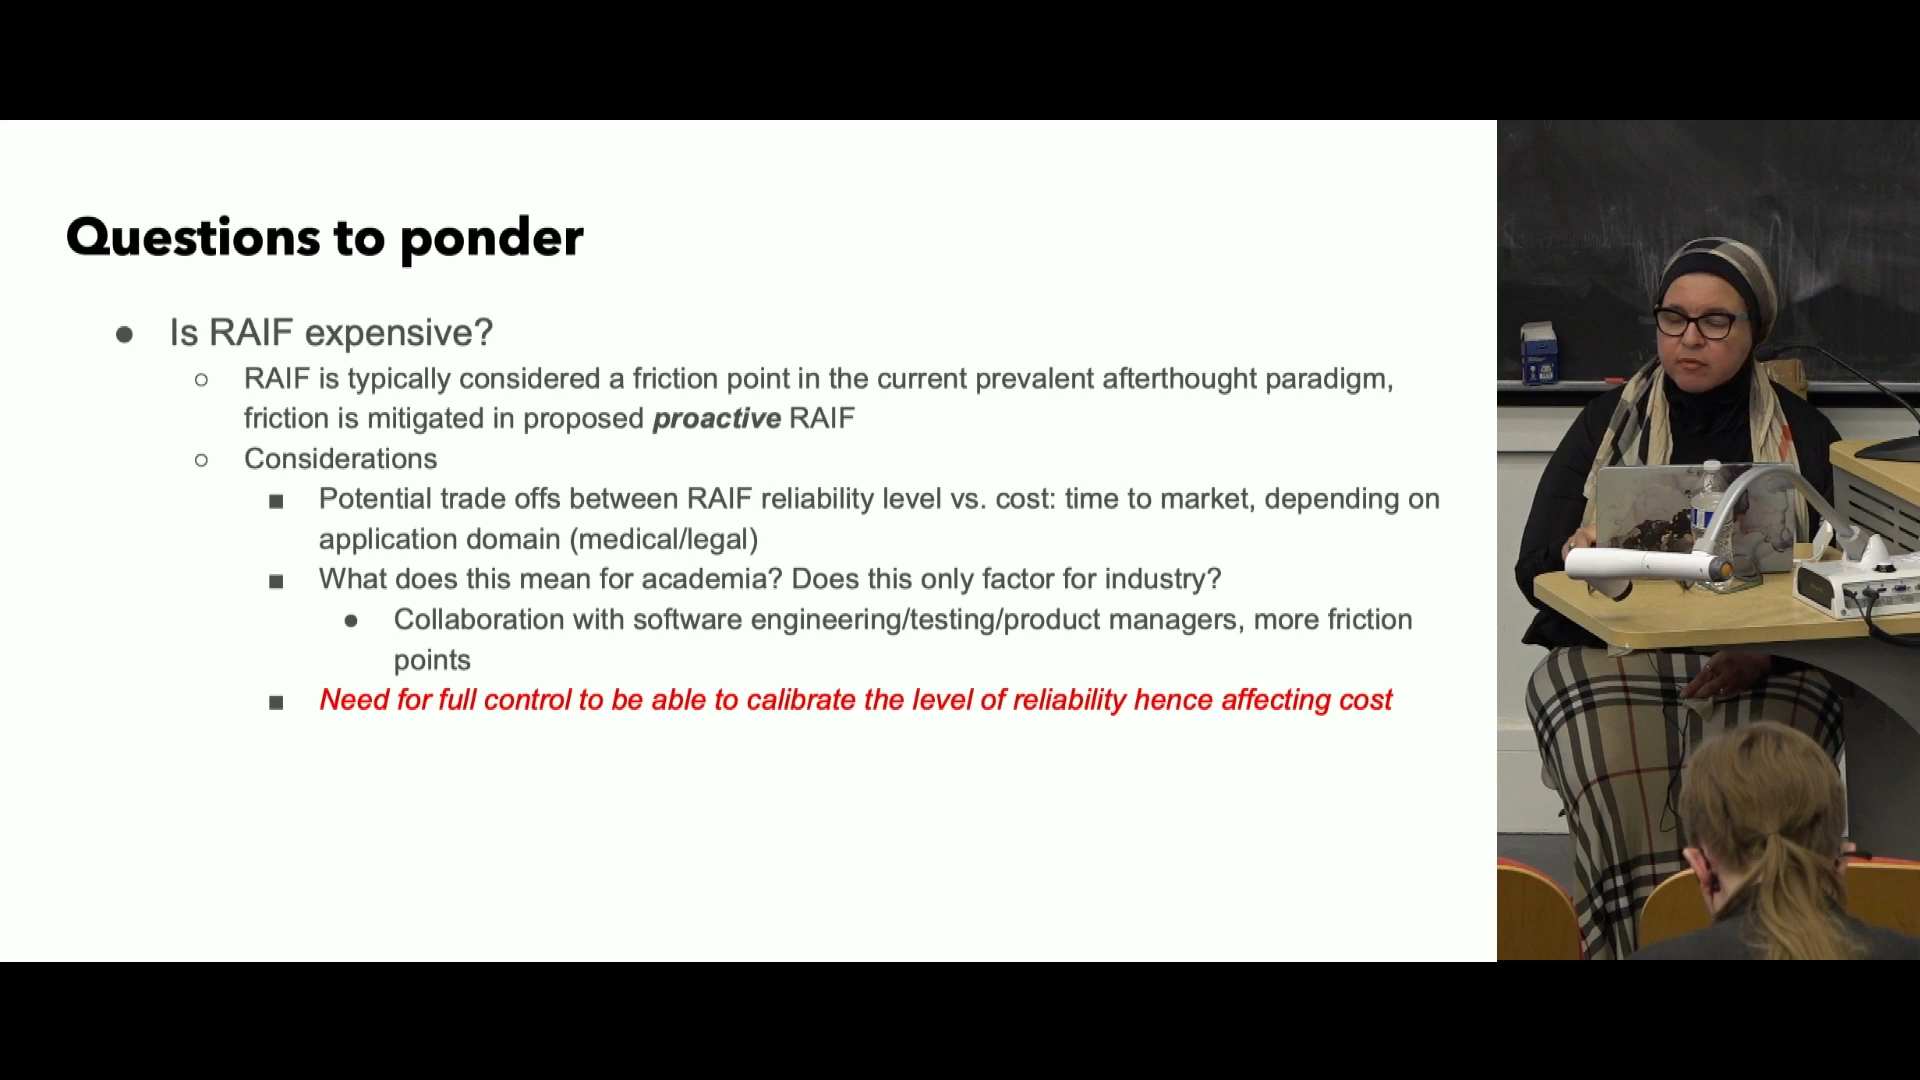 Questions to ponder
● Is RAIF expensive?
○ RAIF is typically considered a friction point in the current prevalent afterthought paradigm,
friction is mitigated in proposed proactive RAIF
○ Considerations
■ Potential trade offs between RAIF reliability level vs. cost: time to market, depending on
application domain (medical/legal)
■ What does this mean for academia? Does this only factor for industry?
● Collaboration with software engineering/testing/product managers, more friction
points
■ Need for full control to be able to calibrate the level of reliability hence affecting cost